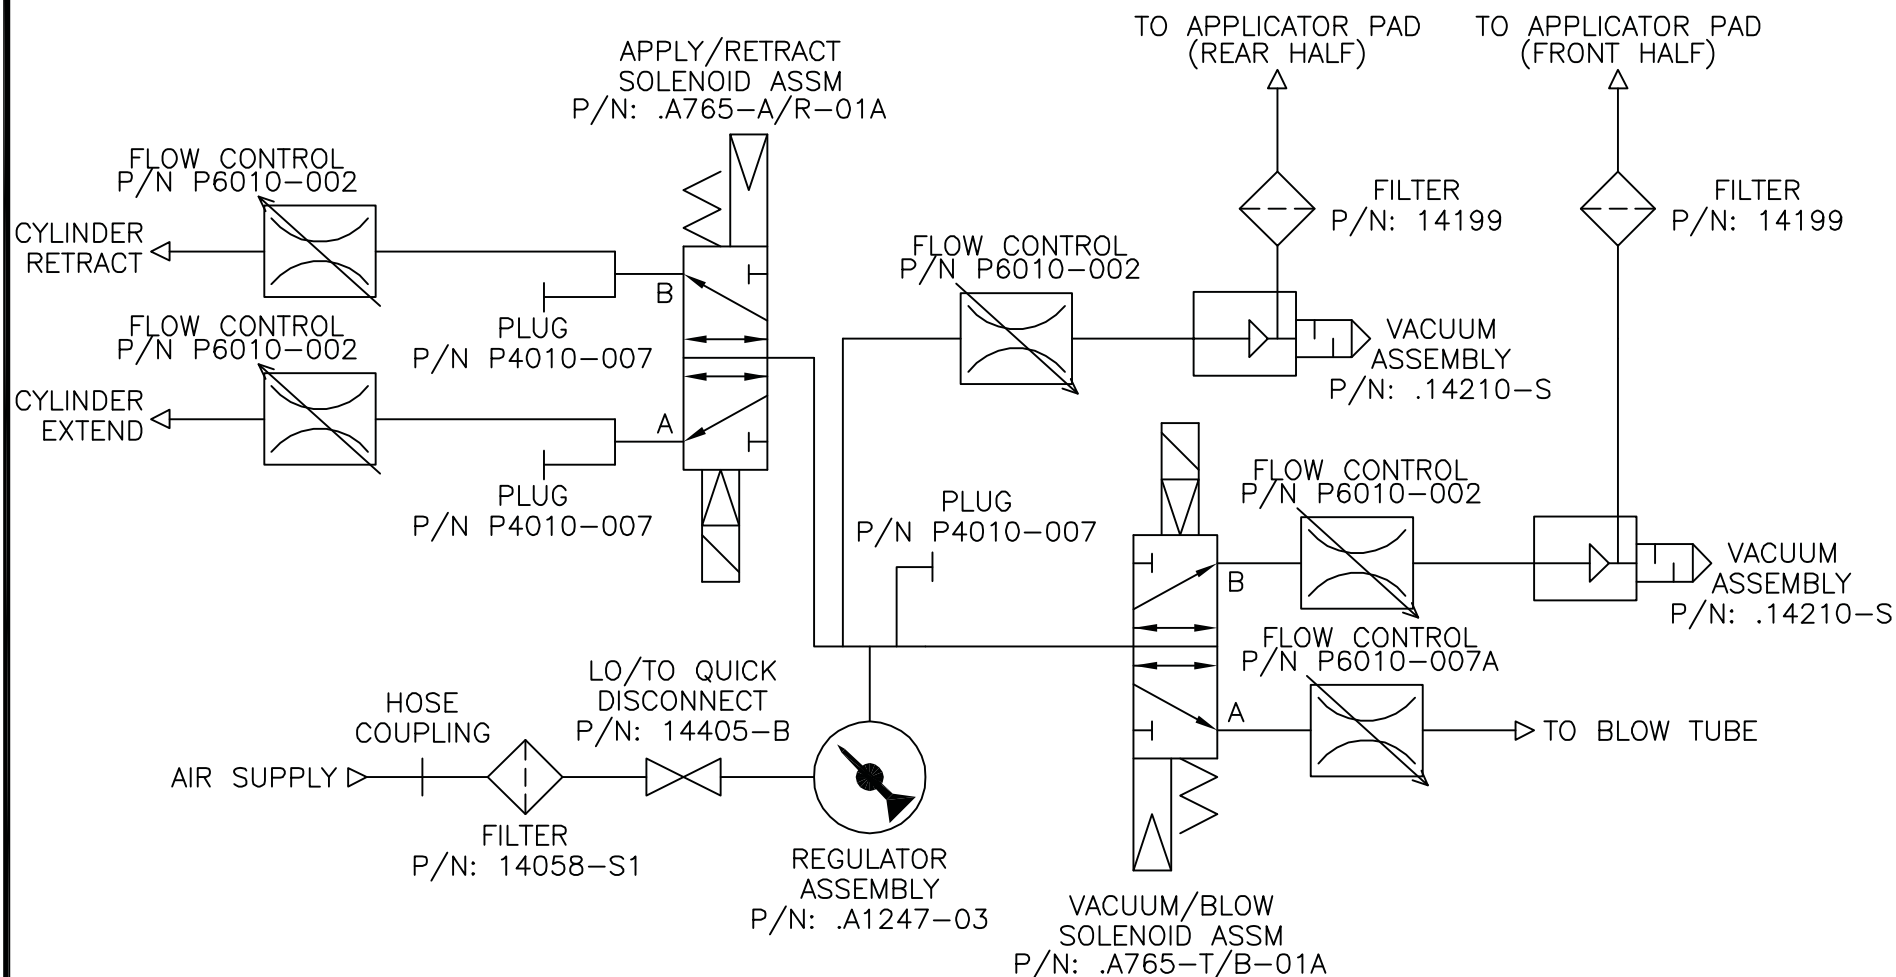 TO APPLICATOR PAD
(REAR HALF)
TO APPLICATOR PAD
(FRONT HALF)
APPLY/RETRACT
SOLENOID ASSM
P/N: .A765-A/R-01A
FLOW CONTROL
P/N P6010-002
CYLINDER
RETRACT
B
PLUG
P/N P4010-007
FLOW CONTROL
P/N P6010-002
CYLINDER
EXTEND
A
PLUG
P/N P4010-007
FILTER
P/N: 14199
FILTER
P/N: 14199
FLOW CONTROL
P/N P6010-002
VACUUM
ASSEMBLY
P/N: .14210-S
PLUG
P/N P4010-007
FLOW CONTROL
P/N P6010-002
B
VACUUM
ASSEMBLY
P/N: .14210-S
FLOW CONTROL
P/N P6010-007A
A
TO BLOW TUBE
LO/TO QUICK
DISCONNECT
P/N: 14405-B
HOSE
COUPLING
AIR SUPPLY
FILTER
P/N: 14058-S1
REGULATOR
ASSEMBLY
P/N: .A1247-03
VACUUM/BLOW
SOLENOID ASSM
P/N: .A765-T/B-01A